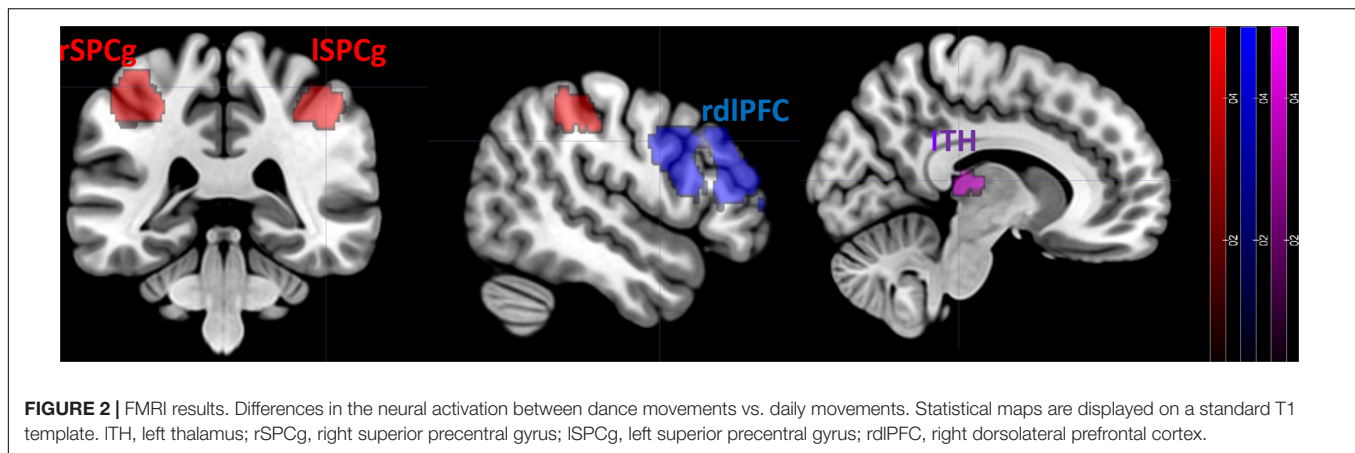 rSPCg
lSPCg
rdlPFC
lTH
04
04
04
02
02
02
FIGURE 2 | FMRI results. Differences in the neural activation between dance movements vs. daily movements. Statistical maps are displayed on a standard T1
template. lTH, left thalamus; rSPCg, right superior precentral gyrus; lSPCg, left superior precentral gyrus; rdlPFC, right dorsolateral prefrontal cortex.